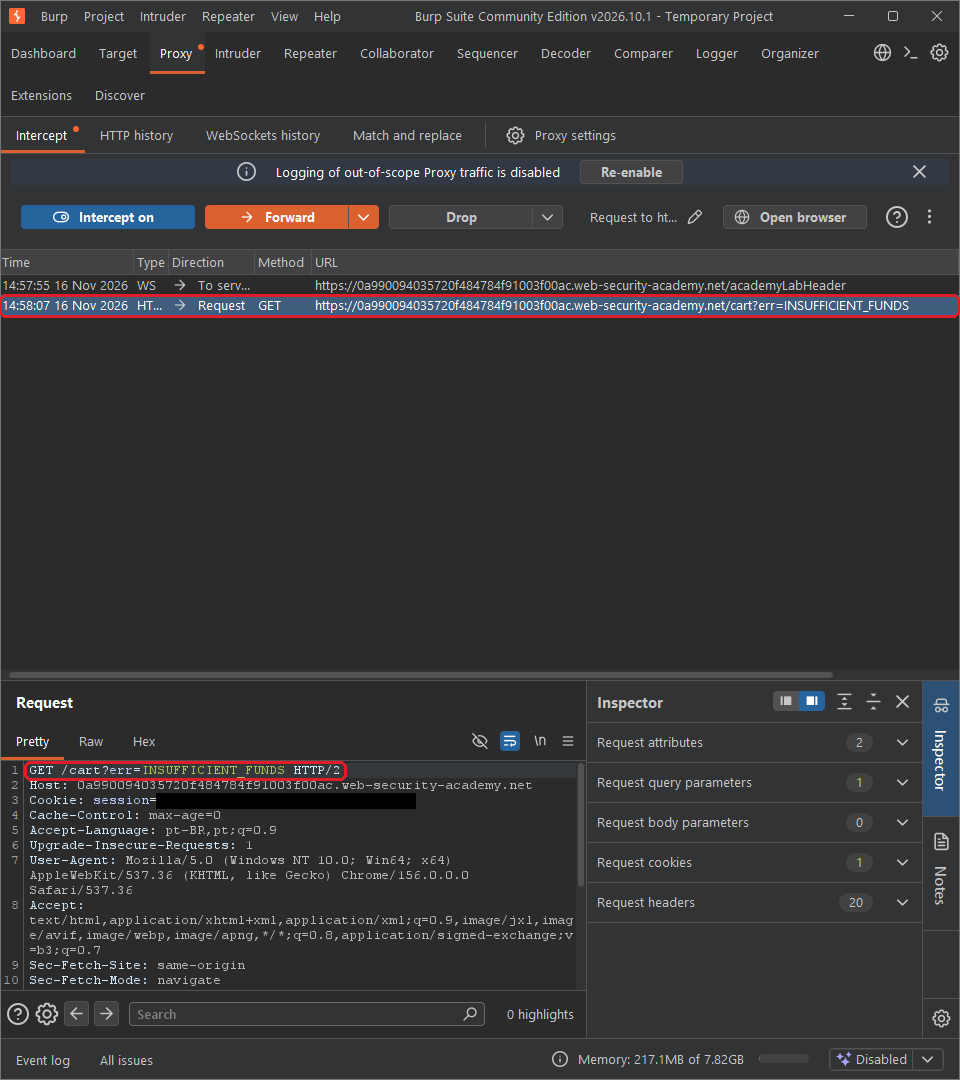 Burp Project Intruder Repeater View Help Burp Suite Community Edition v2026.10.1 - Temporary Project
Dashboard Target Proxy Intruder Repeater Collaborator Sequencer Decoder Comparer Logger Organizer
Extensions Discover
Intercept HTTP history WebSockets history Match and replace Proxy settings
Logging of out-of-scope Proxy traffic is disabled Re-enable
Intercept on Forward Drop Request to ht... Open browser
Time Type Direction Method URL
14:57:55 16 Nov 2026 WS → To serv... https://0a990094035720f484784f91003f00ac.web-security-academy.net/academyLabHeader
14:58:07 16 Nov 2026 HT... → Request GET https://0a990094035720f484784f91003f00ac.web-security-academy.net/cart?err=INSUFFICIENT_FUNDS
Request
Pretty Raw Hex \n
1 GET /cart?err=INSUFFICIENT_FUNDS HTTP/2
2 Host: 0a990094035720f484784f91003f00ac.web-security-academy.net
3 Cookie: session=
4 Cache-Control: max-age=0
5 Accept-Language: pt-BR,pt;q=0.9
6 Upgrade-Insecure-Requests: 1
7 User-Agent: Mozilla/5.0 (Windows NT 10.0; Win64; x64)
AppleWebKit/537.36 (KHTML, like Gecko) Chrome/156.0.0.0
Safari/537.36
8 Accept:
text/html,application/xhtml+xml,application/xml;q=0.9,image/jxl,imag
e/avif,image/webp,image/apng,*/*;q=0.8,application/signed-exchange;v
=b3;q=0.7
9 Sec-Fetch-Site: same-origin
10 Sec-Fetch-Mode: navigate
Search 0 highlights
Inspector
Request attributes 2
Request query parameters 1
Request body parameters 0
Request cookies 1
Request headers 20
Inspector
Notes
Event log All issues Memory: 217.1MB of 7.82GB Disabled